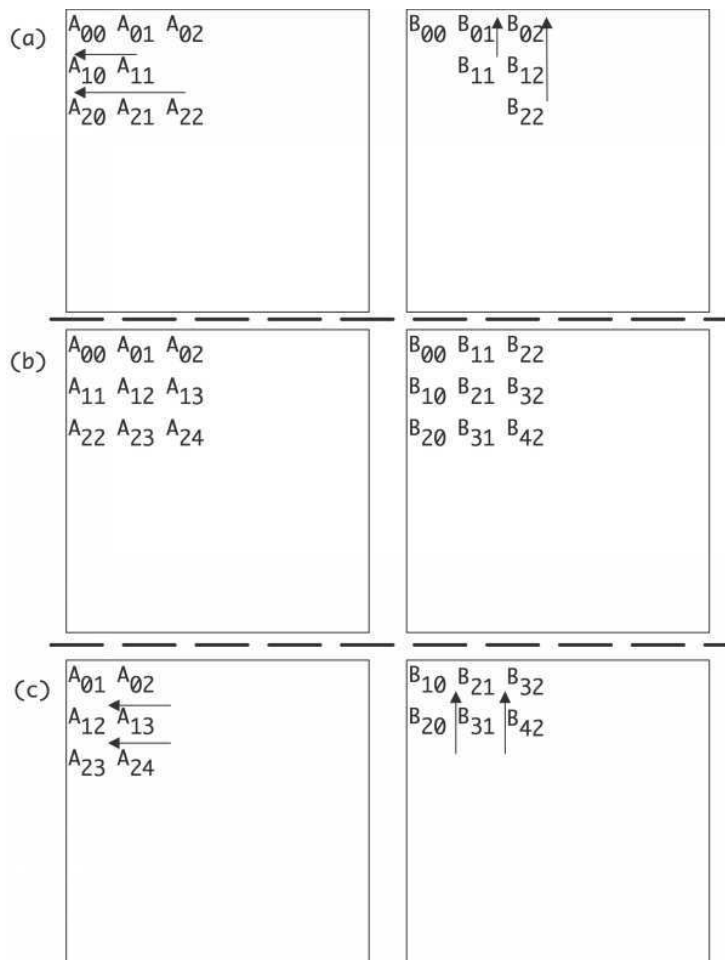 (a) A00 A01 A02 B00 B01 B02
A10 A11 B11 B12
A20 A21 A22 B22
(b) A00 A01 A02 B00 B11 B22
A11 A12 A13 B10 B21 B32
A22 A23 A24 B20 B31 B42
(c) A01 A02 B10 B21 B32
A12 A13 B20 B31 B42
A23 A24